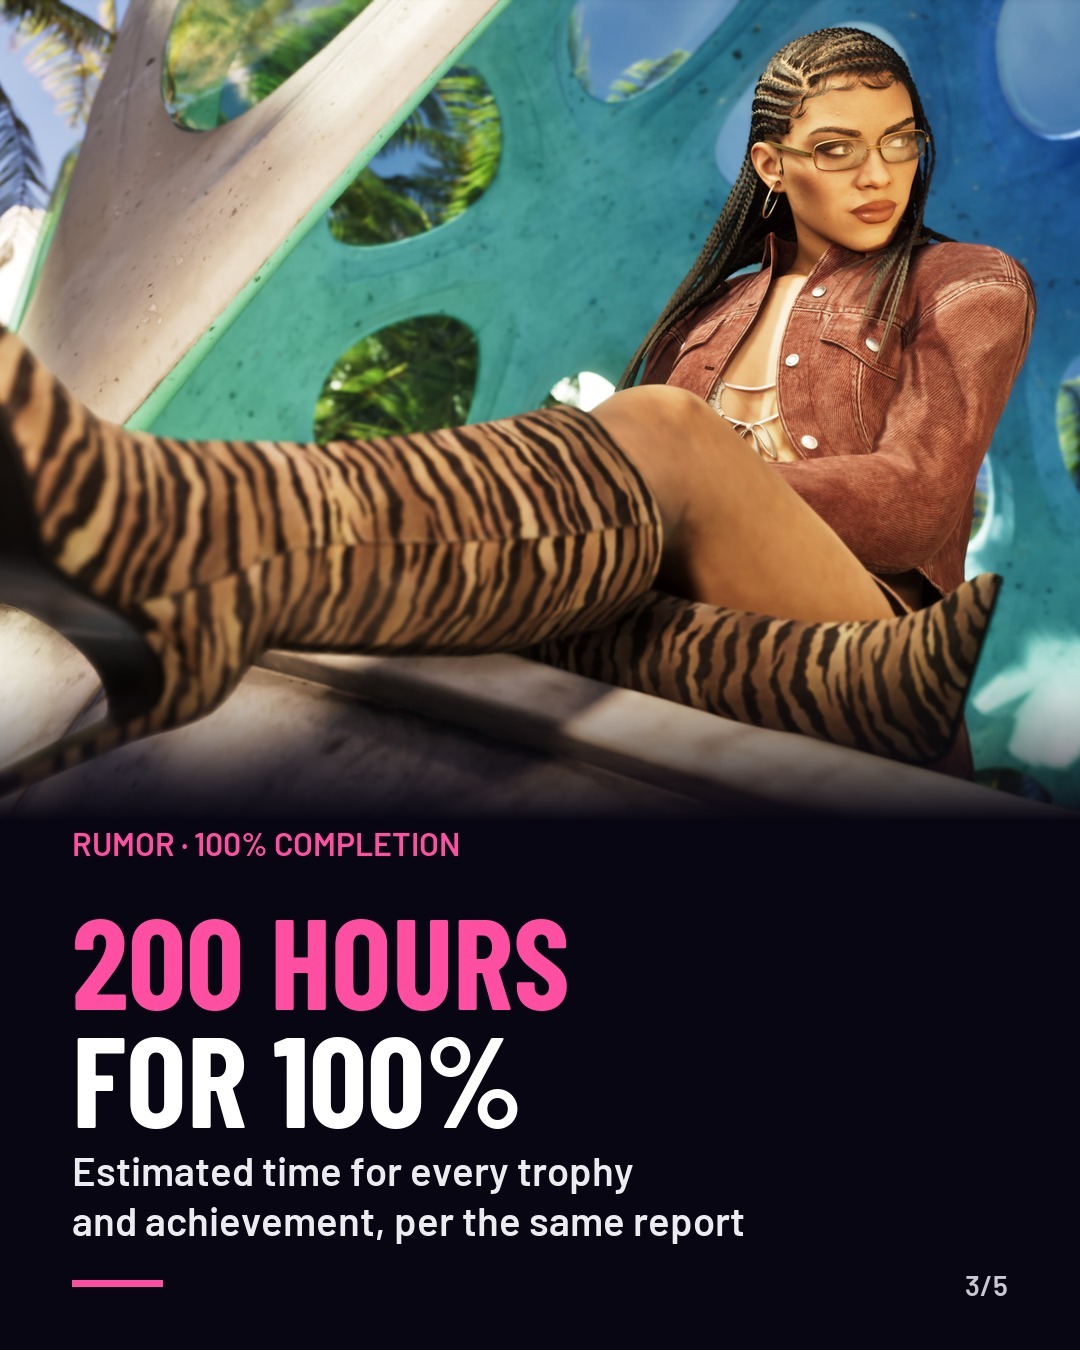 RUMOR · 100% COMPLETION
200 HOURS
FOR 100%
Estimated time for every trophy
and achievement, per the same report
3/5